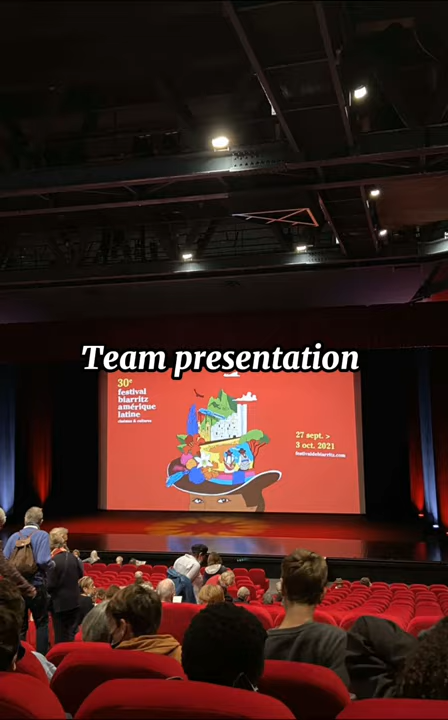 Team presentation
30e
festival
biarritz
amérique
latine
cinémas & cultures
27 sept. >
3 oct. 2021
festivaldebiarritz.com